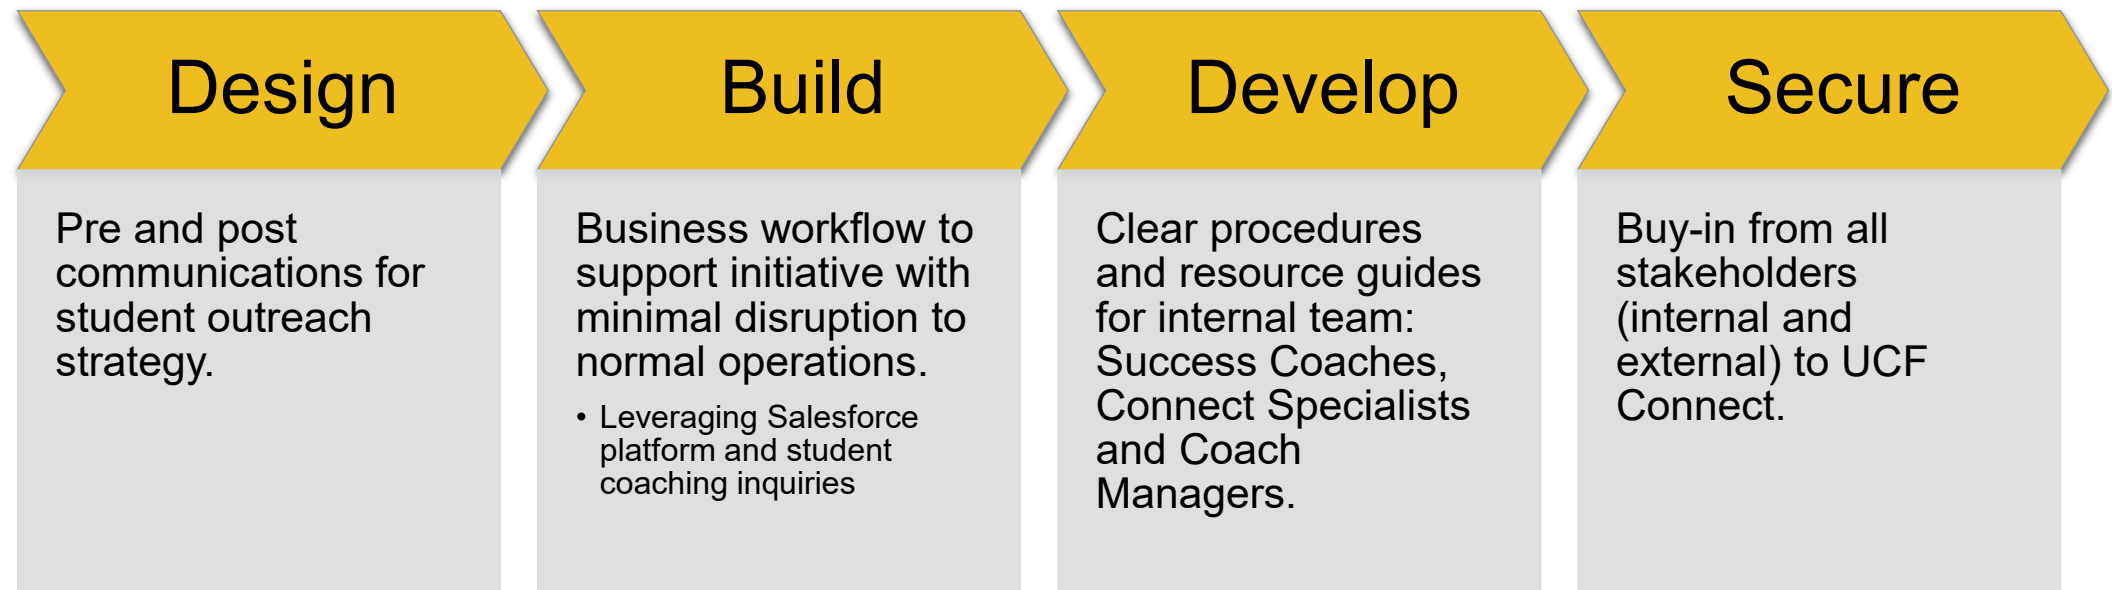 Design
Pre and post
communications for
student outreach
strategy.
Build
Business workflow to
support initiative with
minimal disruption to
normal operations.
• Leveraging Salesforce
platform and student
coaching inquiries
Develop
Clear procedures
and resource guides
for internal team:
Success Coaches,
Connect Specialists
and Coach
Managers.
Secure
Buy-in from all
stakeholders
(internal and
external) to UCF
Connect.